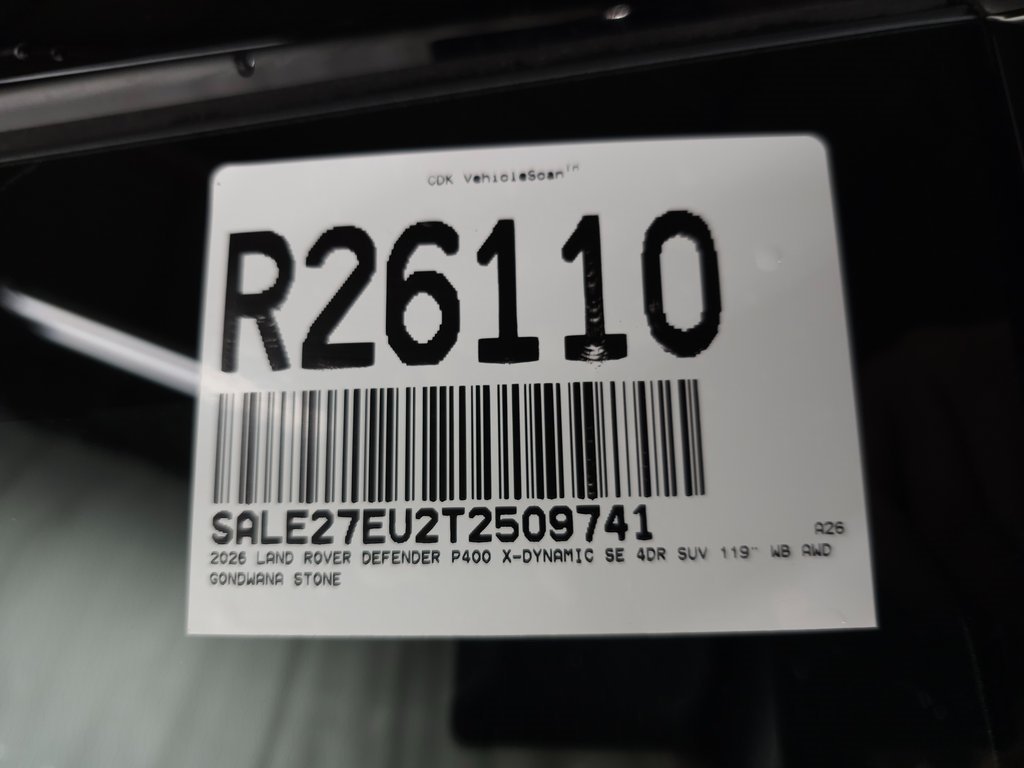 CDK VehicleScan™
R26110
SALE27EU2T2509741
A26
2026 LAND ROVER DEFENDER P400 X-DYNAMIC SE 4DR SUV 119" WB AWD
GONDWANA STONE